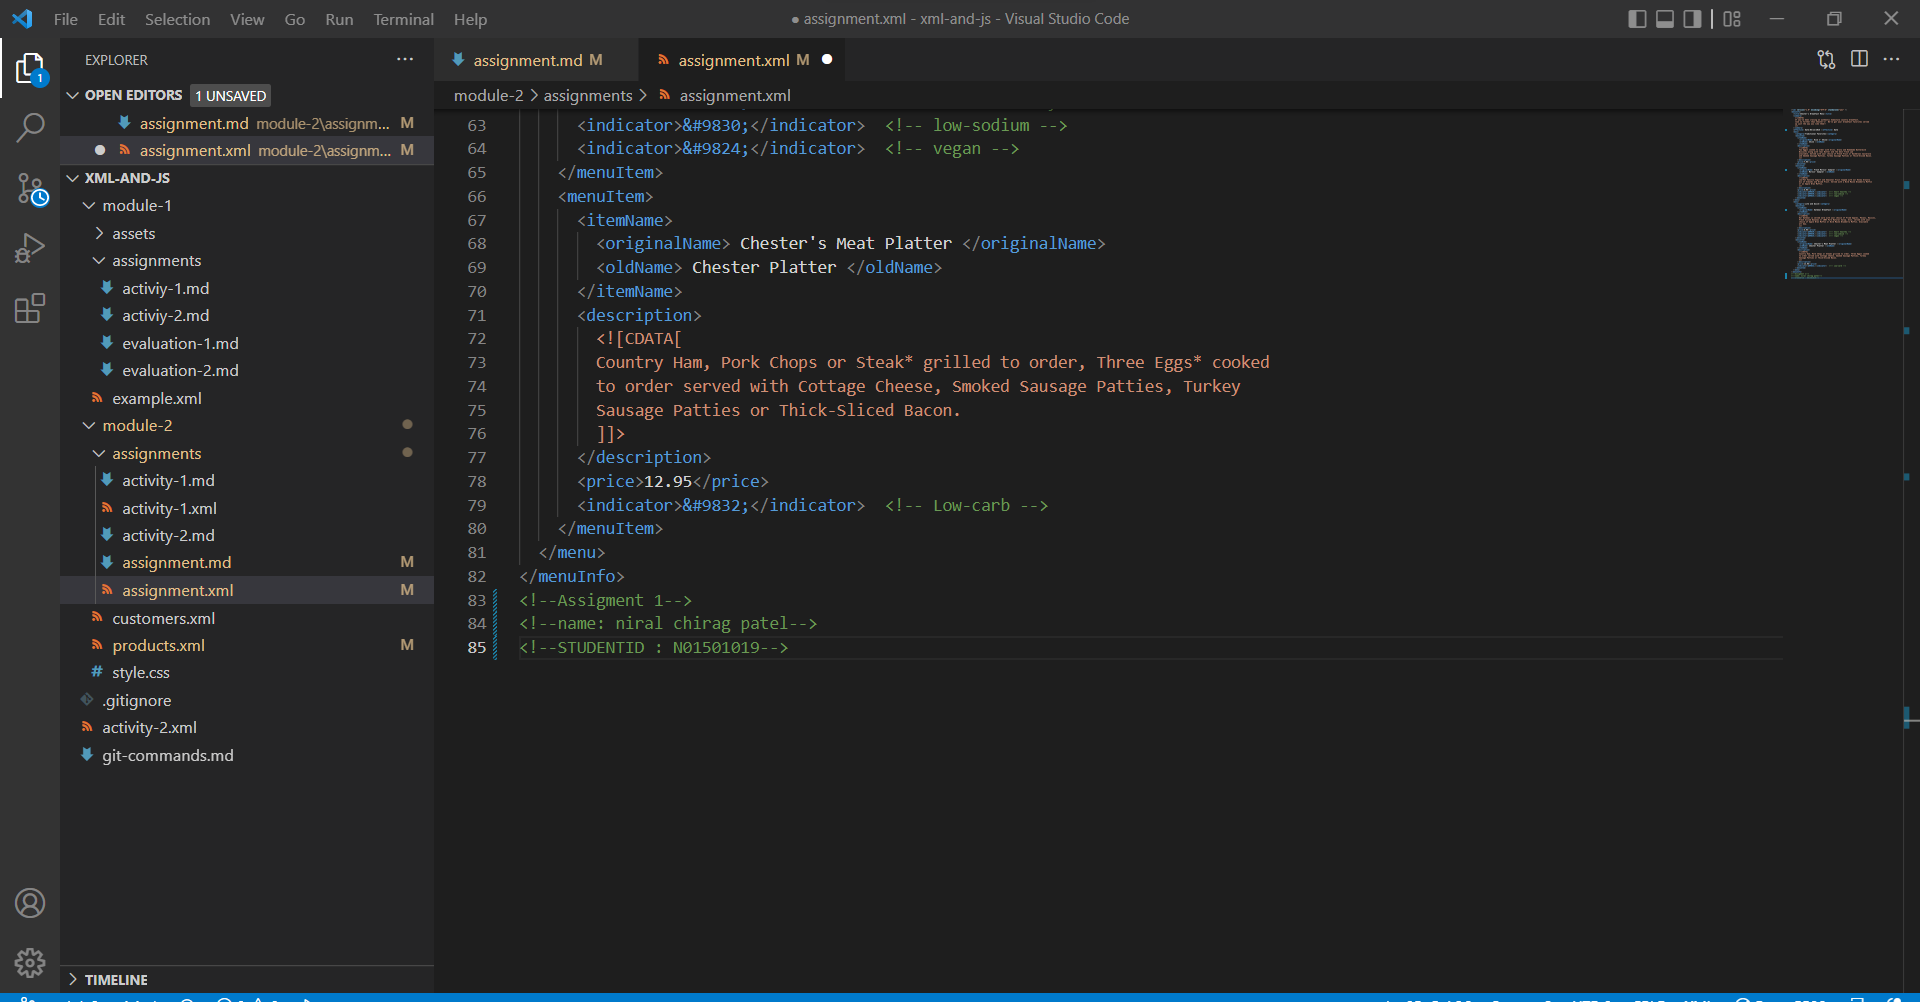 File Edit Selection View Go Run Terminal Help
● assignment.xml - xml-and-js - Visual Studio Code
EXPLORER
OPEN EDITORS 1 UNSAVED
assignment.md module-2\assignm... M
assignment.xml module-2\assignm... M
XML-AND-JS
module-1
assets
assignments
activiy-1.md
activiy-2.md
evaluation-1.md
evaluation-2.md
example.xml
module-2
assignments
activity-1.md
activity-1.xml
activity-2.md
assignment.md M
assignment.xml M
customers.xml
products.xml M
style.css
.gitignore
activity-2.xml
git-commands.md
TIMELINE
assignment.md M assignment.xml M
module-2 > assignments > assignment.xml
63 <indicator>&#9830;</indicator> <!-- low-sodium -->
64 <indicator>&#9824;</indicator> <!-- vegan -->
65 </menuItem>
66 <menuItem>
67 <itemName>
68 <originalName> Chester's Meat Platter </originalName>
69 <oldName> Chester Platter </oldName>
70 </itemName>
71 <description>
72 <![CDATA[
73 Country Ham, Pork Chops or Steak* grilled to order, Three Eggs* cooked
74 to order served with Cottage Cheese, Smoked Sausage Patties, Turkey
75 Sausage Patties or Thick-Sliced Bacon.
76 ]]>
77 </description>
78 <price>12.95</price>
79 <indicator>&#9832;</indicator> <!-- Low-carb -->
80 </menuItem>
81 </menu>
82 </menuInfo>
83 <!--Assigment 1-->
84 <!--name: niral chirag patel-->
85 <!--STUDENTID : N01501019-->